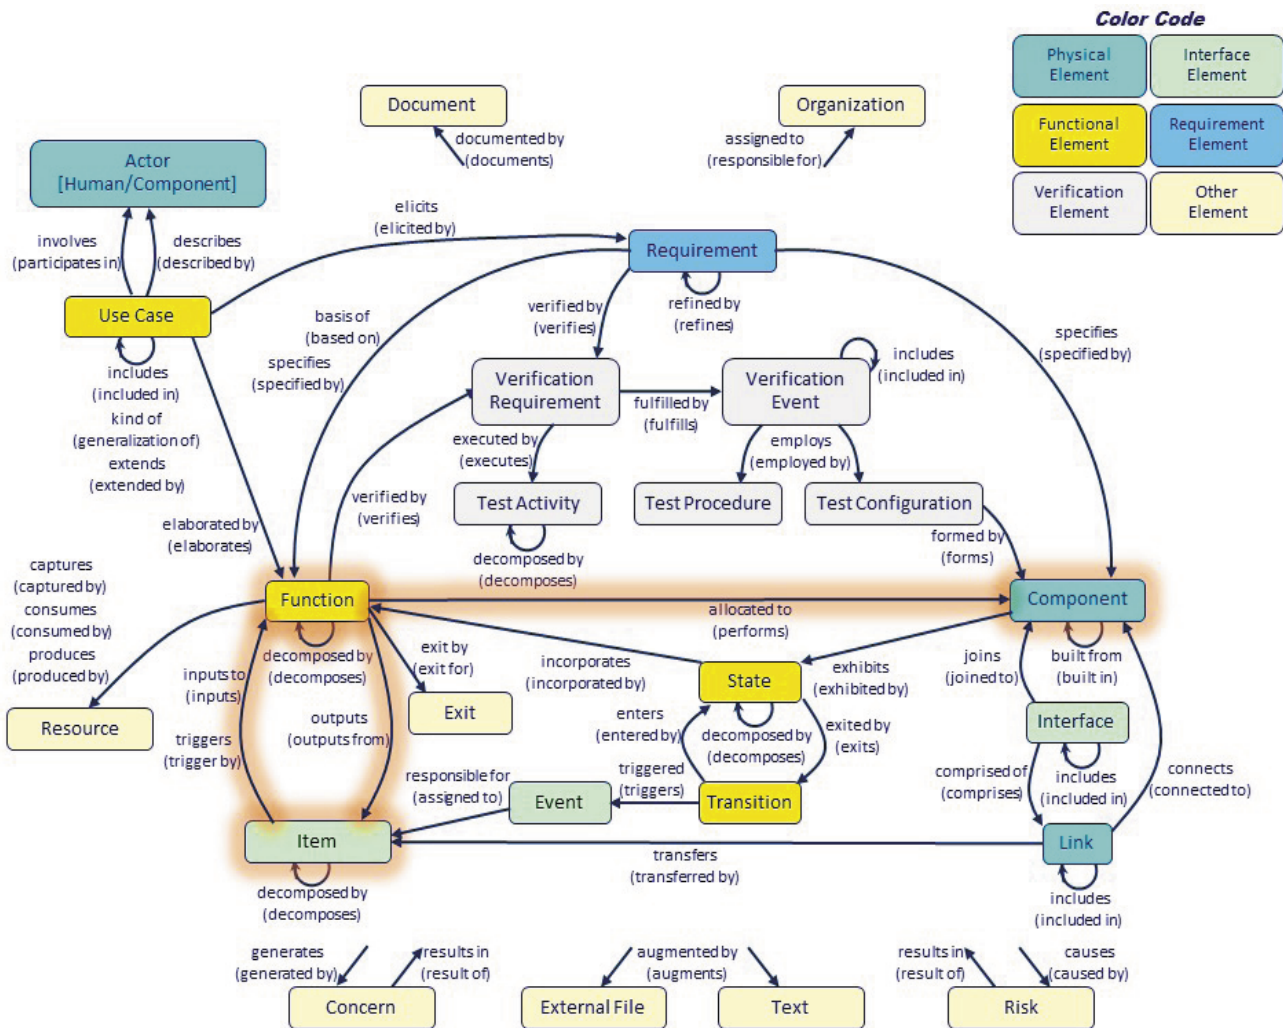 Color Code
Physical
Element
Interface
Element
Functional
Element
Requirement
Element
Verification
Element
Other
Element
Document
documented by
(documents)
Organization
assigned to
(responsible for)
Actor
[Human/Component]
involves
(participates in)
describes
(described by)
elicits
(elicited by)
Requirement
refined by
(refines)
Use Case
includes
(included in)
kind of
(generalization of)
extends
(extended by)
basis of
(based on)
specifies
(specified by)
verified by
(verifies)
specifies
(specified by)
Verification
Requirement
fulfilled by
(fulfills)
Verification
Event
includes
(included in)
executed by
(executes)
employs
(employed by)
Test Activity
decomposed by
(decomposes)
Test Procedure
Test Configuration
formed by
(forms)
elaborated by
(elaborates)
verified by
(verifies)
captures
(captured by)
consumes
(consumed by)
produces
(produced by)
Function
decomposed by
(decomposes)
allocated to
(performs)
Component
built from
(built in)
joins
(joined to)
Resource
inputs to
(inputs)
triggers
(trigger by)
outputs
(outputs from)
exit by
(exit for)
Exit
incorporates
(incorporated by)
exhibits
(exhibited by)
State
decomposed by
(decomposes)
enters
(entered by)
exited by
(exits)
Interface
includes
(included in)
comprised of
(comprises)
connects
(connected to)
responsible for
(assigned to)
Event
triggered
(triggers)
Transition
Item
decomposed by
(decomposes)
transfers
(transferred by)
Link
includes
(included in)
generates
(generated by)
results in
(result of)
Concern
augmented by
(augments)
External File
Text
results in
(result of)
causes
(caused by)
Risk